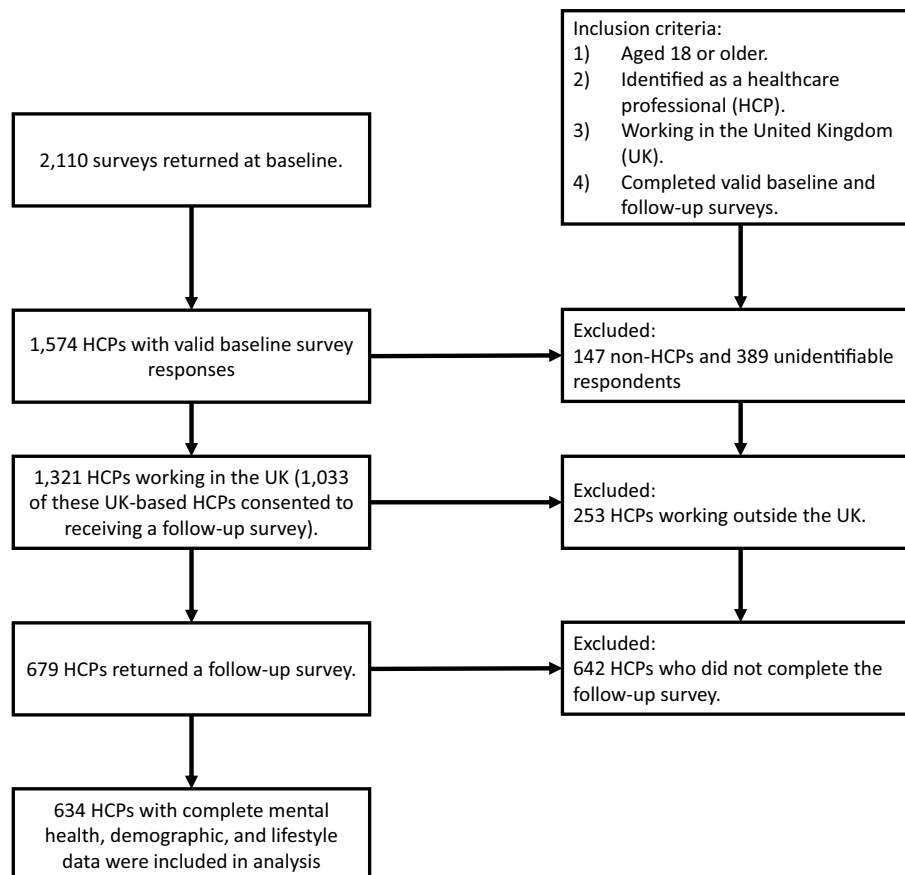 Inclusion criteria:
1) Aged 18 or older.
2) Identified as a healthcare
professional (HCP).
3) Working in the United Kingdom
(UK).
4) Completed valid baseline and
follow-up surveys.
2,110 surveys returned at baseline.
1,574 HCPs with valid baseline survey
responses
Excluded:
147 non-HCPs and 389 unidentifiable
respondents
1,321 HCPs working in the UK (1,033
of these UK-based HCPs consented to
receiving a follow-up survey).
Excluded:
253 HCPs working outside the UK.
679 HCPs returned a follow-up survey.
Excluded:
642 HCPs who did not complete the
follow-up survey.
634 HCPs with complete mental
health, demographic, and lifestyle
data were included in analysis